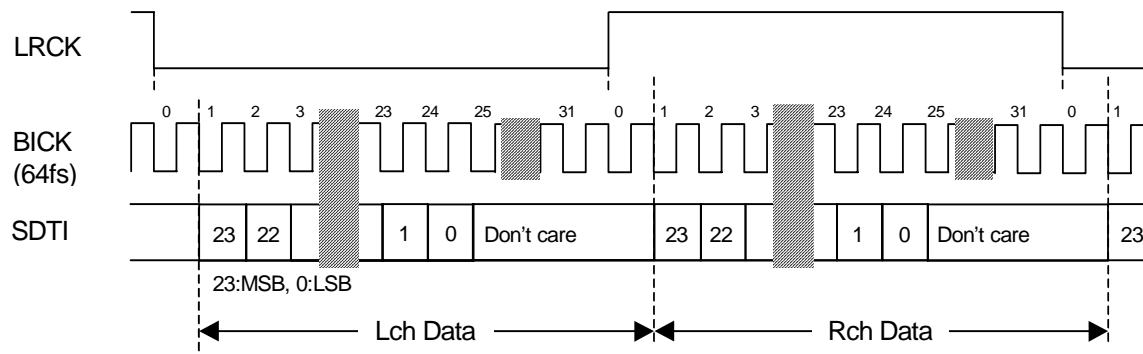 LRCK
0 1 2 3 23 24 25 31 0 1 2 3 23 24 25 31 0 1
BICK
(64fs)
SDTI 23 22 1 0 Don't care 23 22 1 0 Don't care 23
23:MSB, 0:LSB
Lch Data Rch Data